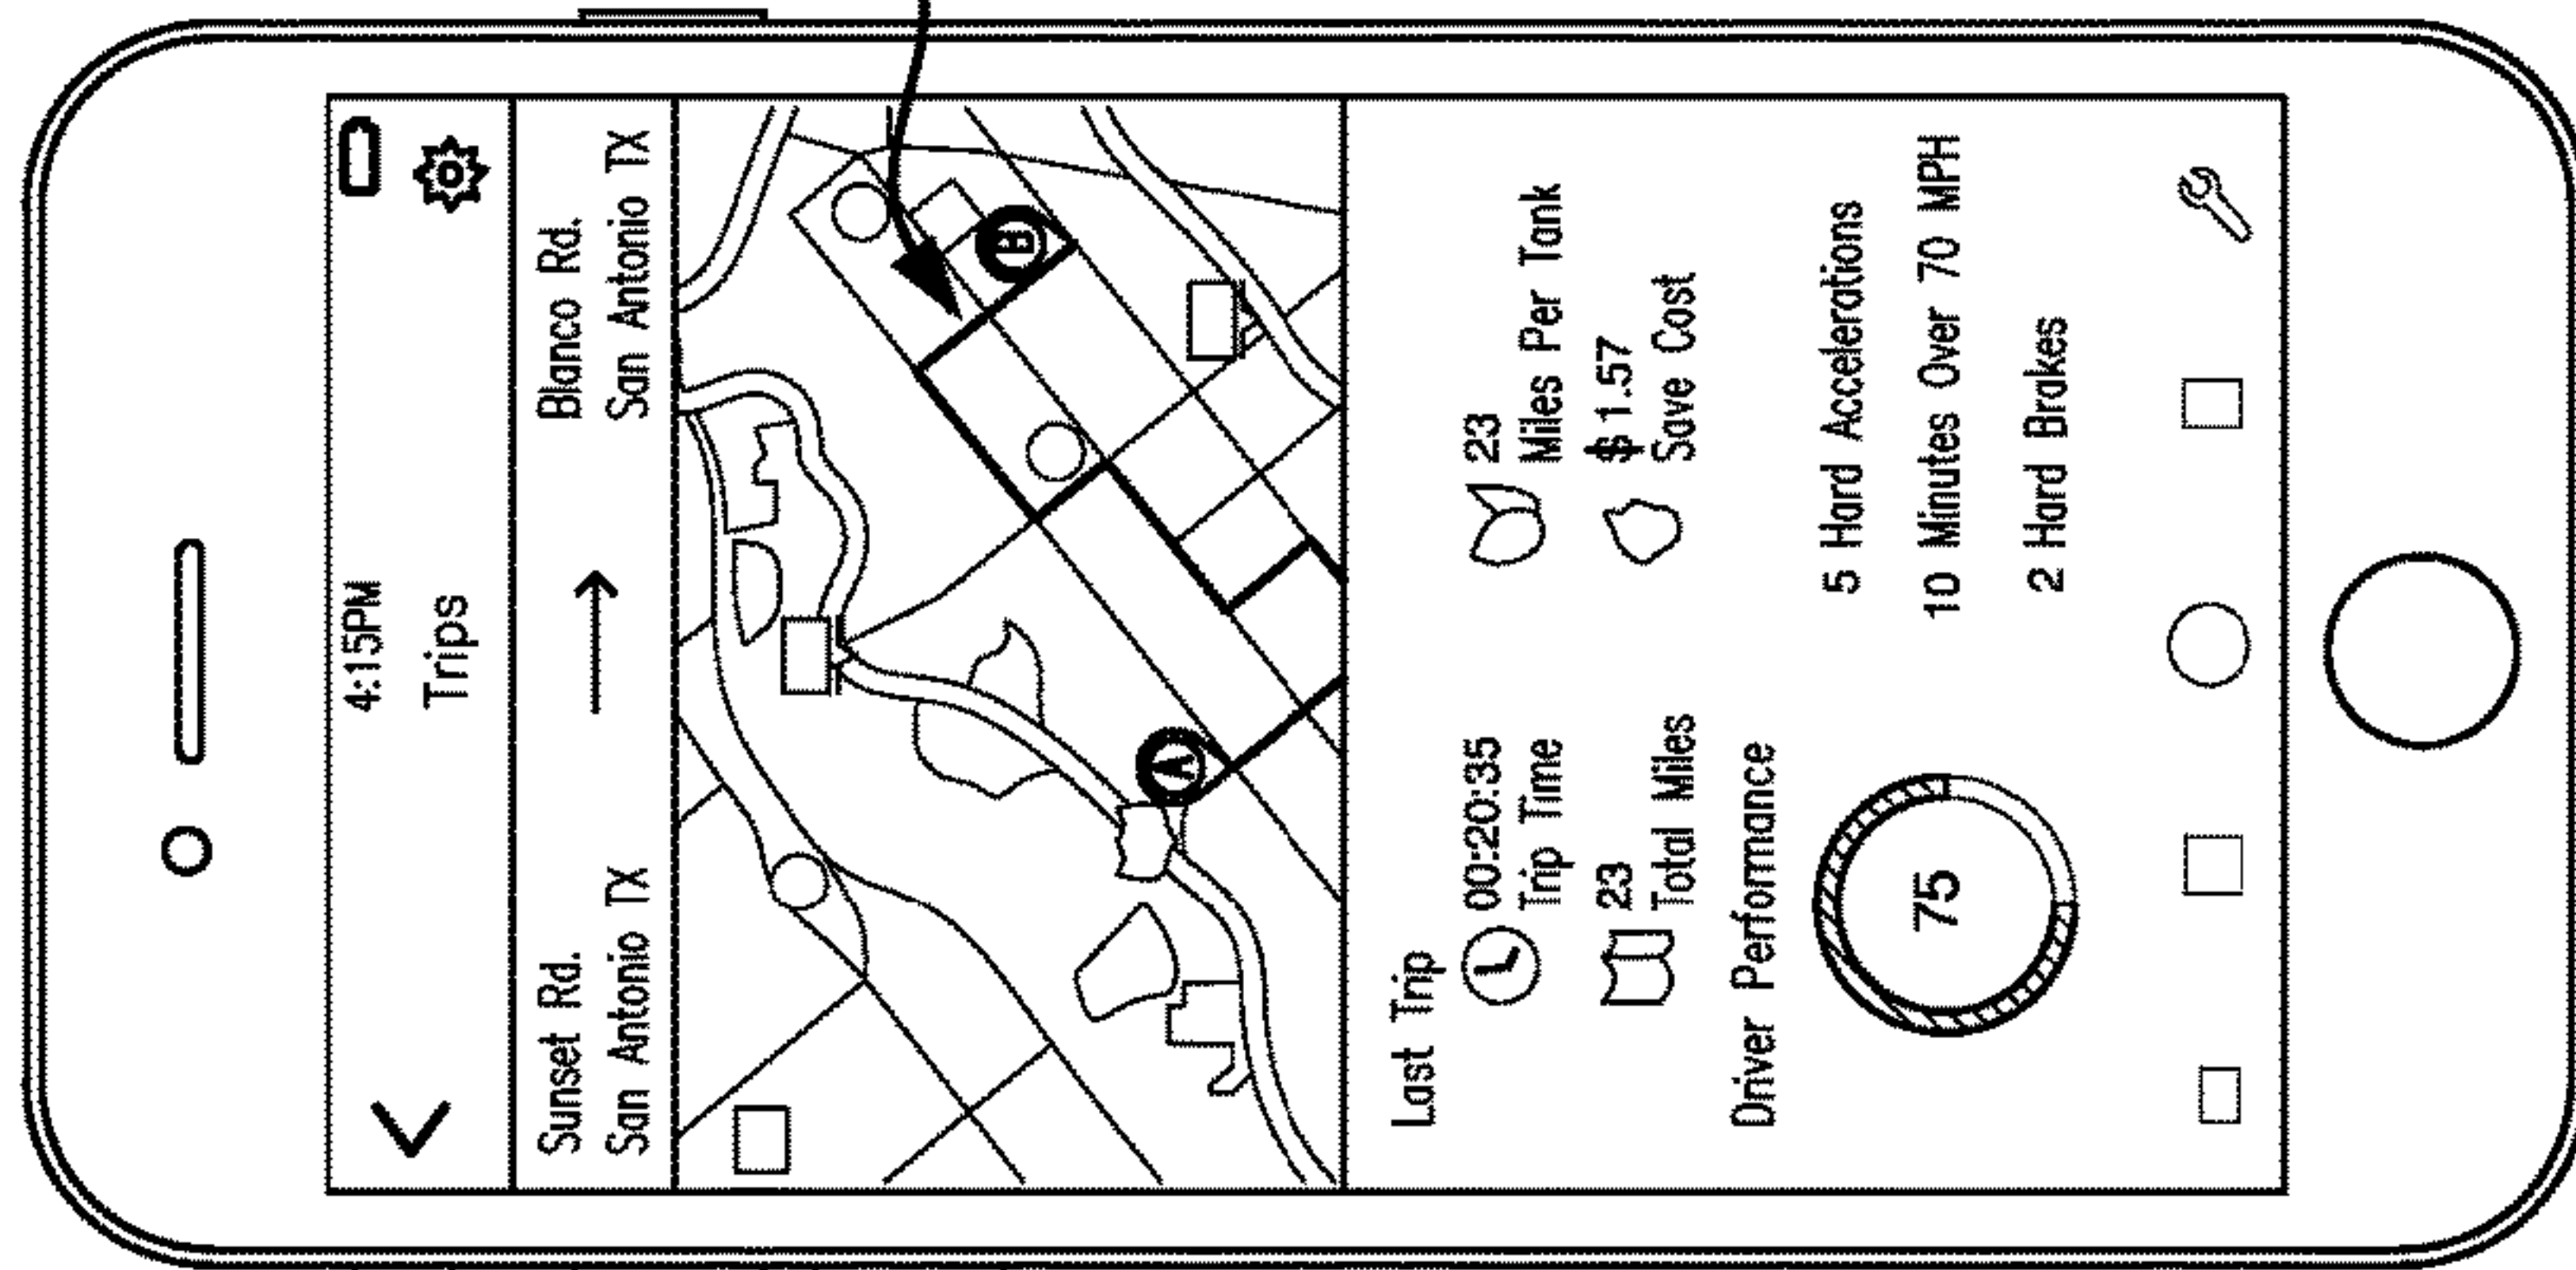 4:15PM
Trips
Sunset Rd.
San Antonio TX
Blanco Rd.
San Antonio TX
A
B
Last Trip
00:20:35
Trip Time
23
Miles Per Tank
23
Total Miles
$1.57
Save Cost
Driver Performance
75
5 Hard Accelerations
10 Minutes Over 70 MPH
2 Hard Brakes